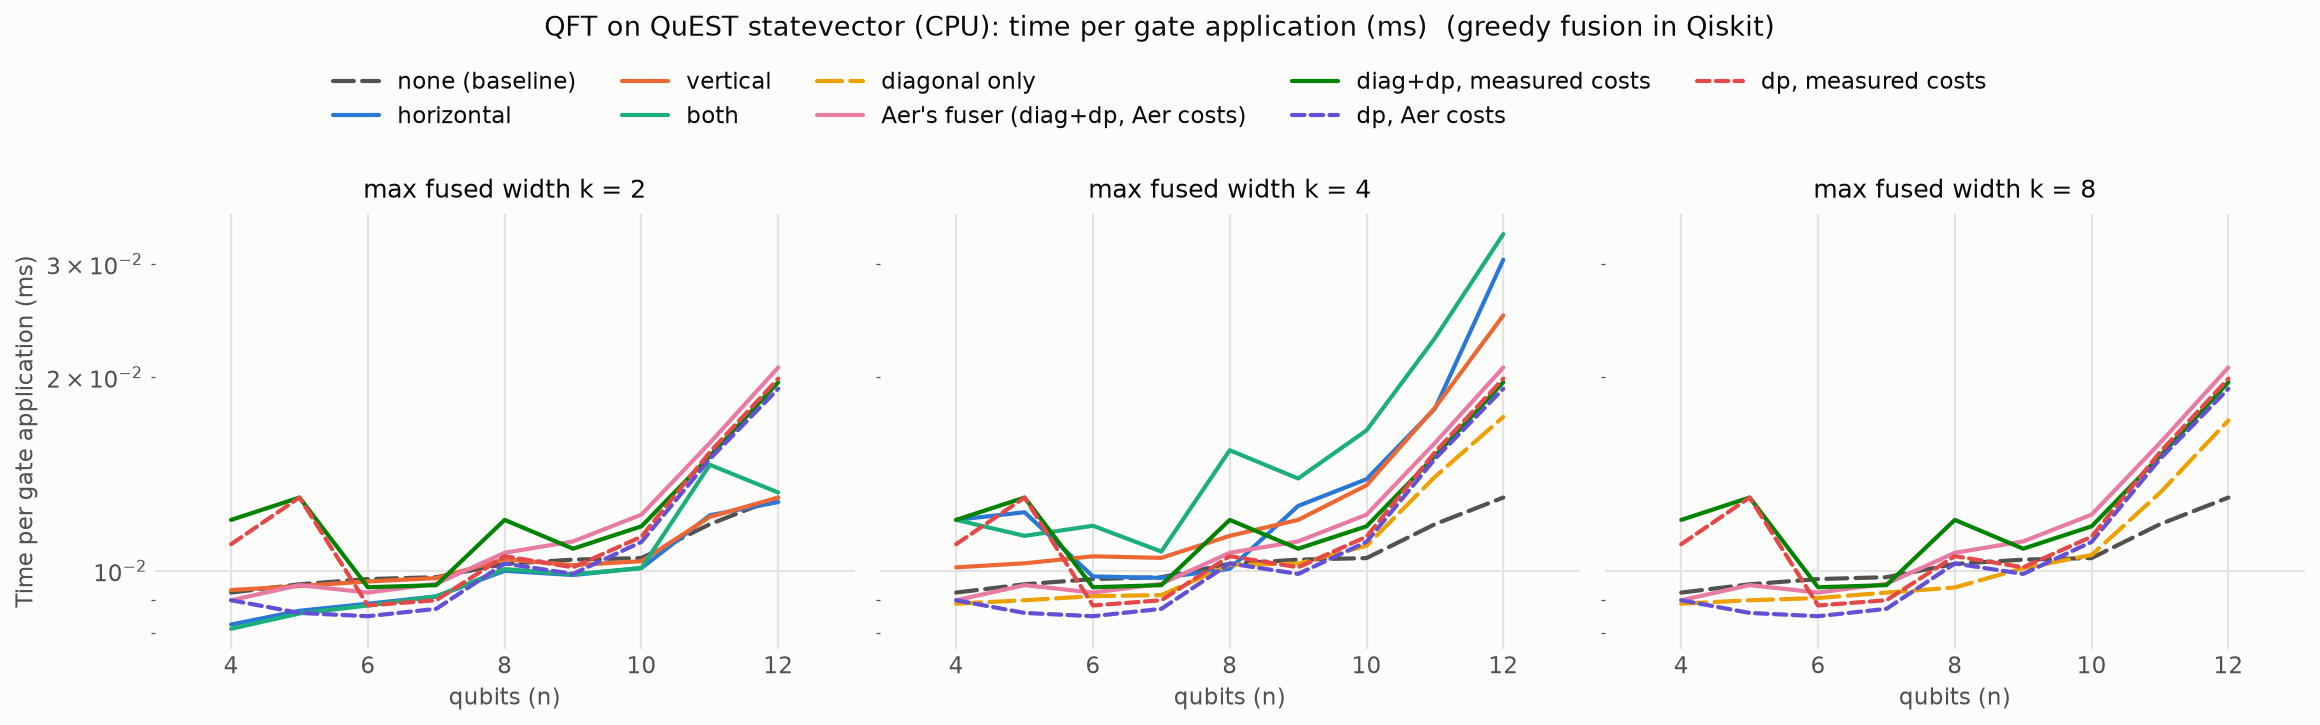 QFT on QuEST statevector (CPU): time per gate application (ms)  (greedy fusion in Qiskit)
none (baseline)
horizontal
vertical
both
diagonal only
Aer's fuser (diag+dp, Aer costs)
diag+dp, measured costs
dp, Aer costs
dp, measured costs
max fused width k = 2
max fused width k = 4
max fused width k = 8
Time per gate application (ms)
3 × 10⁻²
2 × 10⁻²
10⁻²
4 6 8 10 12
4 6 8 10 12
4 6 8 10 12
qubits (n)
qubits (n)
qubits (n)